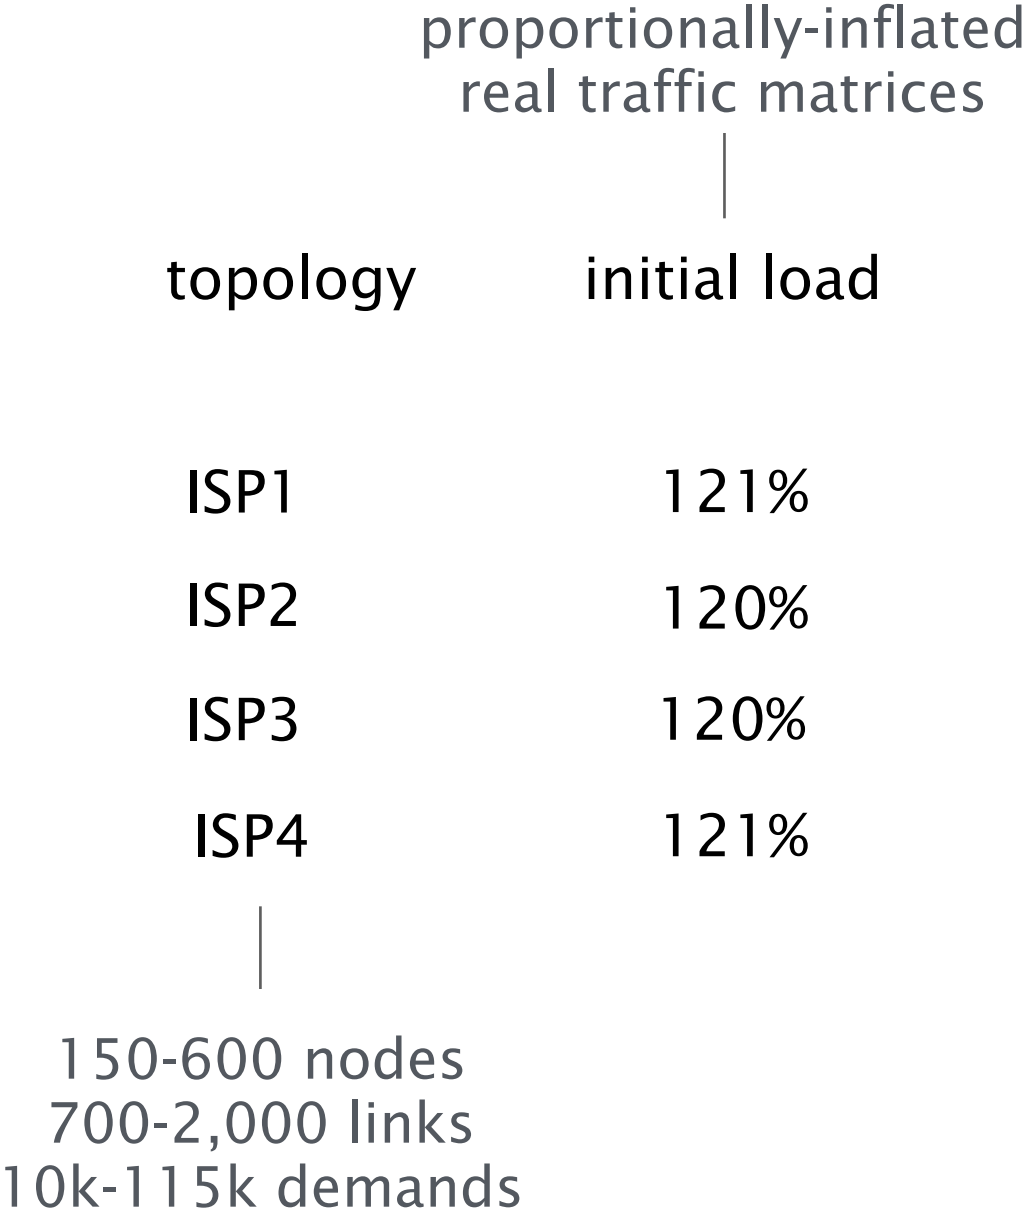 proportionally-inflated
real traffic matrices
topology initial load
ISP1 121%
ISP2 120%
ISP3 120%
ISP4 121%
150-600 nodes
700-2,000 links
10k-115k demands